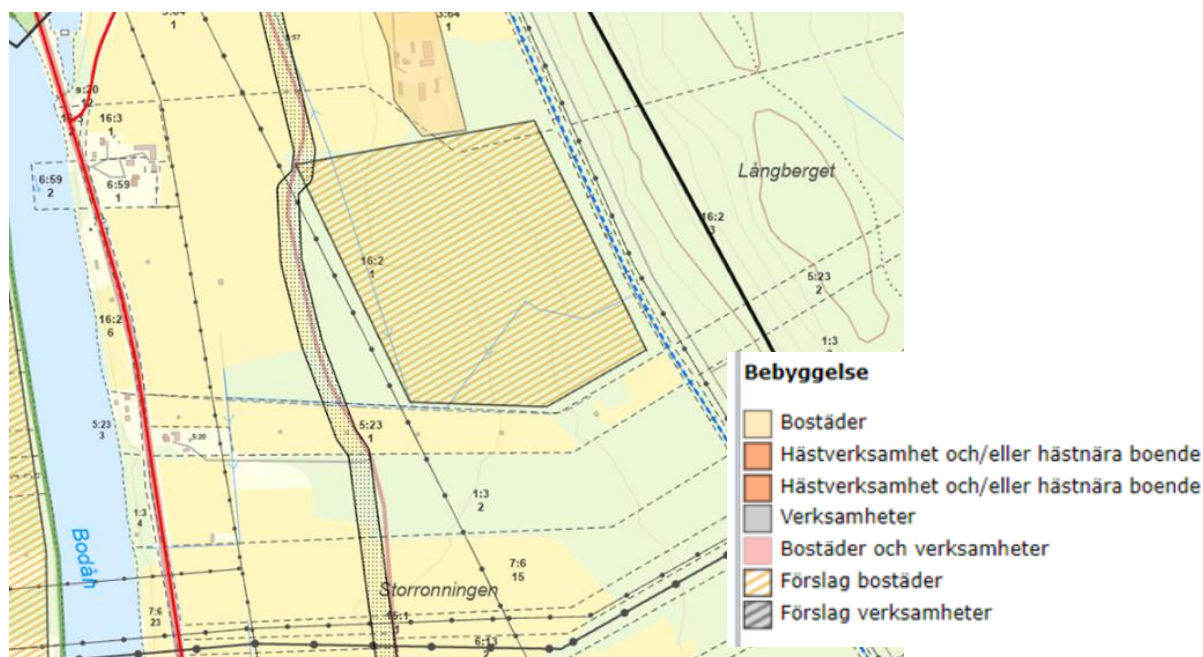 3:64
1
3:64
1
s:20
12
16:3
1
6:59
2
6:59
1
Långberget
16:2
3
16:2
1
5:23
2
16:2
6
1:3
5:23
3
5:20
5:23
1
1:3
2
1:3
4
Bodån
7:6
15
Storronningen
7:6
23
6:13
Bebyggelse
Bostäder
Hästverksamhet och/eller hästnära boende
Hästverksamhet och/eller hästnära boende
Verksamheter
Bostäder och verksamheter
Förslag bostäder
Förslag verksamheter